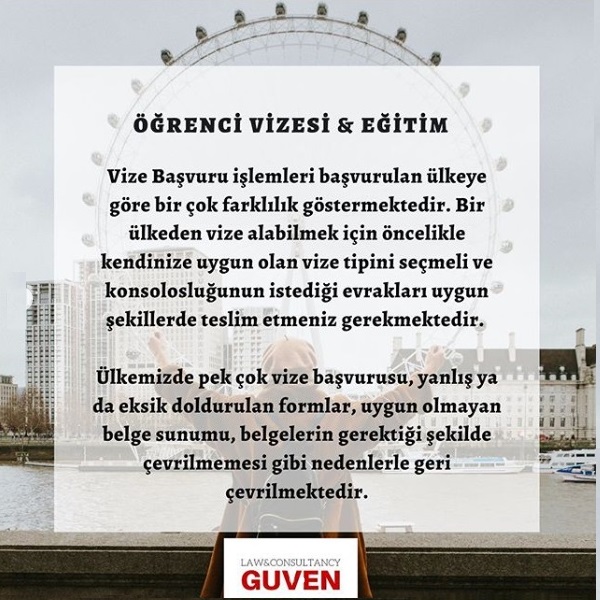 ÖĞRENCİ VİZESİ & EĞİTİM
Vize Başvuru işlemleri başvurulan ülkeye
göre bir çok farklılık göstermektedir. Bir
ülkeden vize alabilmek için öncelikle
kendinize uygun olan vize tipini seçmeli ve
konsolosluğunun istediği evrakları uygun
şekillerde teslim etmeniz gerekmektedir.
Ülkemizde pek çok vize başvurusu, yanlış ya
da eksik doldurulan formlar, uygun olmayan
belge sunumu, belgelerin gerektiği şekilde
çevrilmemesi gibi nedenlerle geri
çevrilmektedir.
LAW&CONSULTANCY
GUVEN